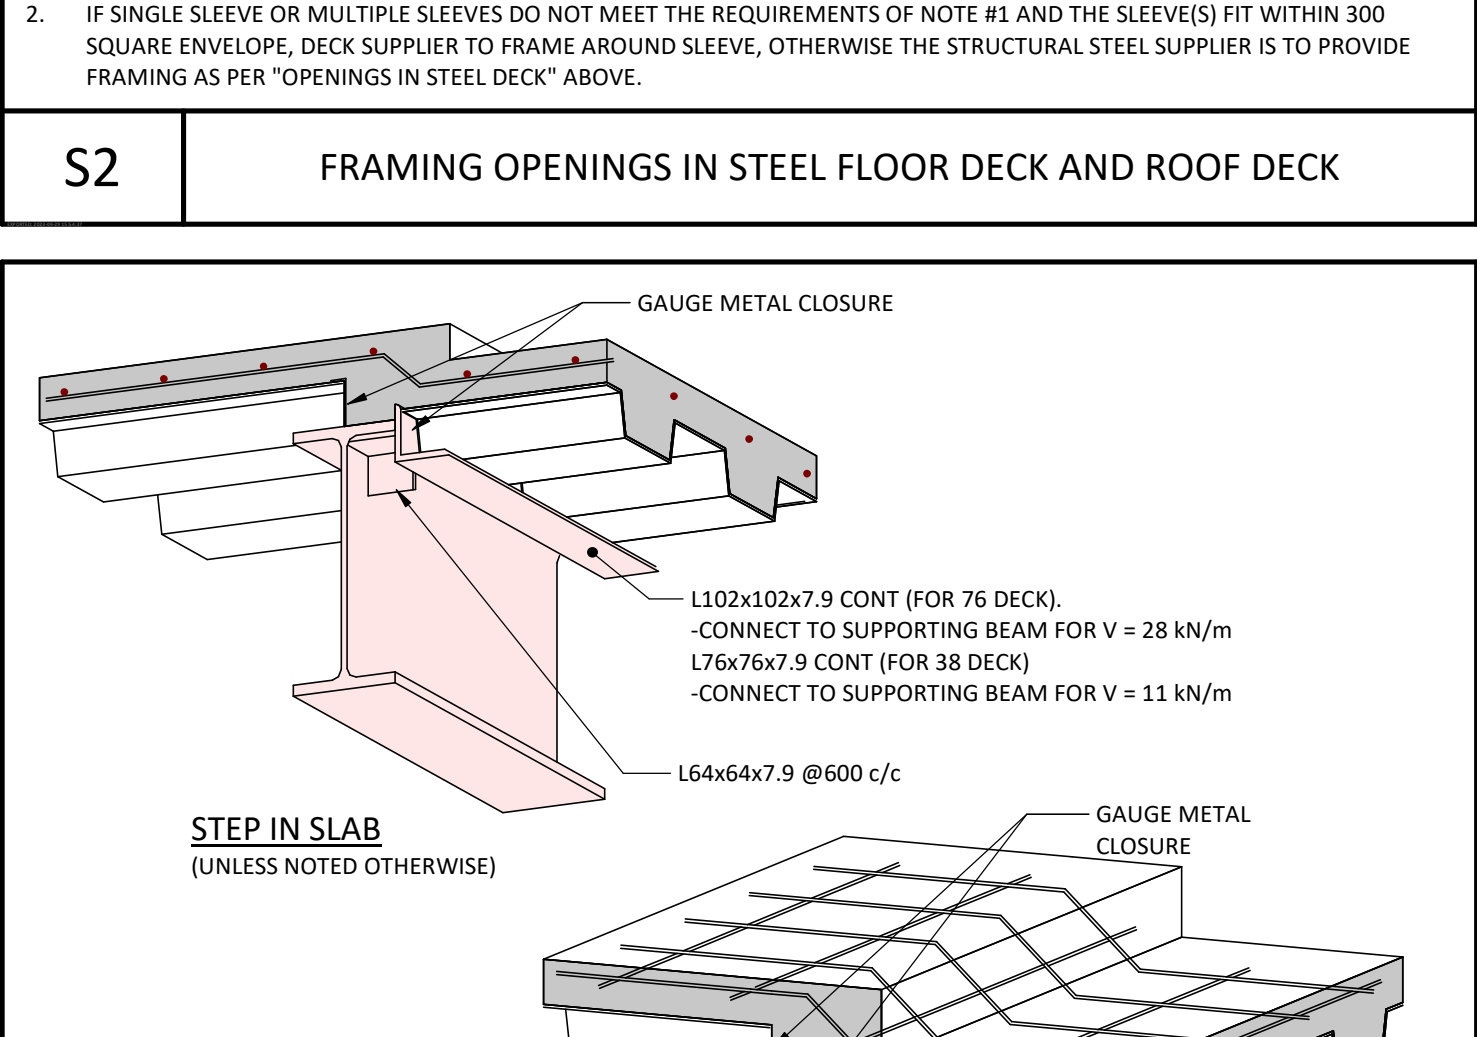 2. IF SINGLE SLEEVE OR MULTIPLE SLEEVES DO NOT MEET THE REQUIREMENTS OF NOTE #1 AND THE SLEEVE(S) FIT WITHIN 300
SQUARE ENVELOPE, DECK SUPPLIER TO FRAME AROUND SLEEVE, OTHERWISE THE STRUCTURAL STEEL SUPPLIER IS TO PROVIDE
FRAMING AS PER "OPENINGS IN STEEL DECK" ABOVE.
S2
FRAMING OPENINGS IN STEEL FLOOR DECK AND ROOF DECK
GAUGE METAL CLOSURE
L102x102x7.9 CONT (FOR 76 DECK).
-CONNECT TO SUPPORTING BEAM FOR V = 28 kN/m
L76x76x7.9 CONT (FOR 38 DECK)
-CONNECT TO SUPPORTING BEAM FOR V = 11 kN/m
L64x64x7.9 @600 c/c
STEP IN SLAB
(UNLESS NOTED OTHERWISE)
GAUGE METAL
CLOSURE